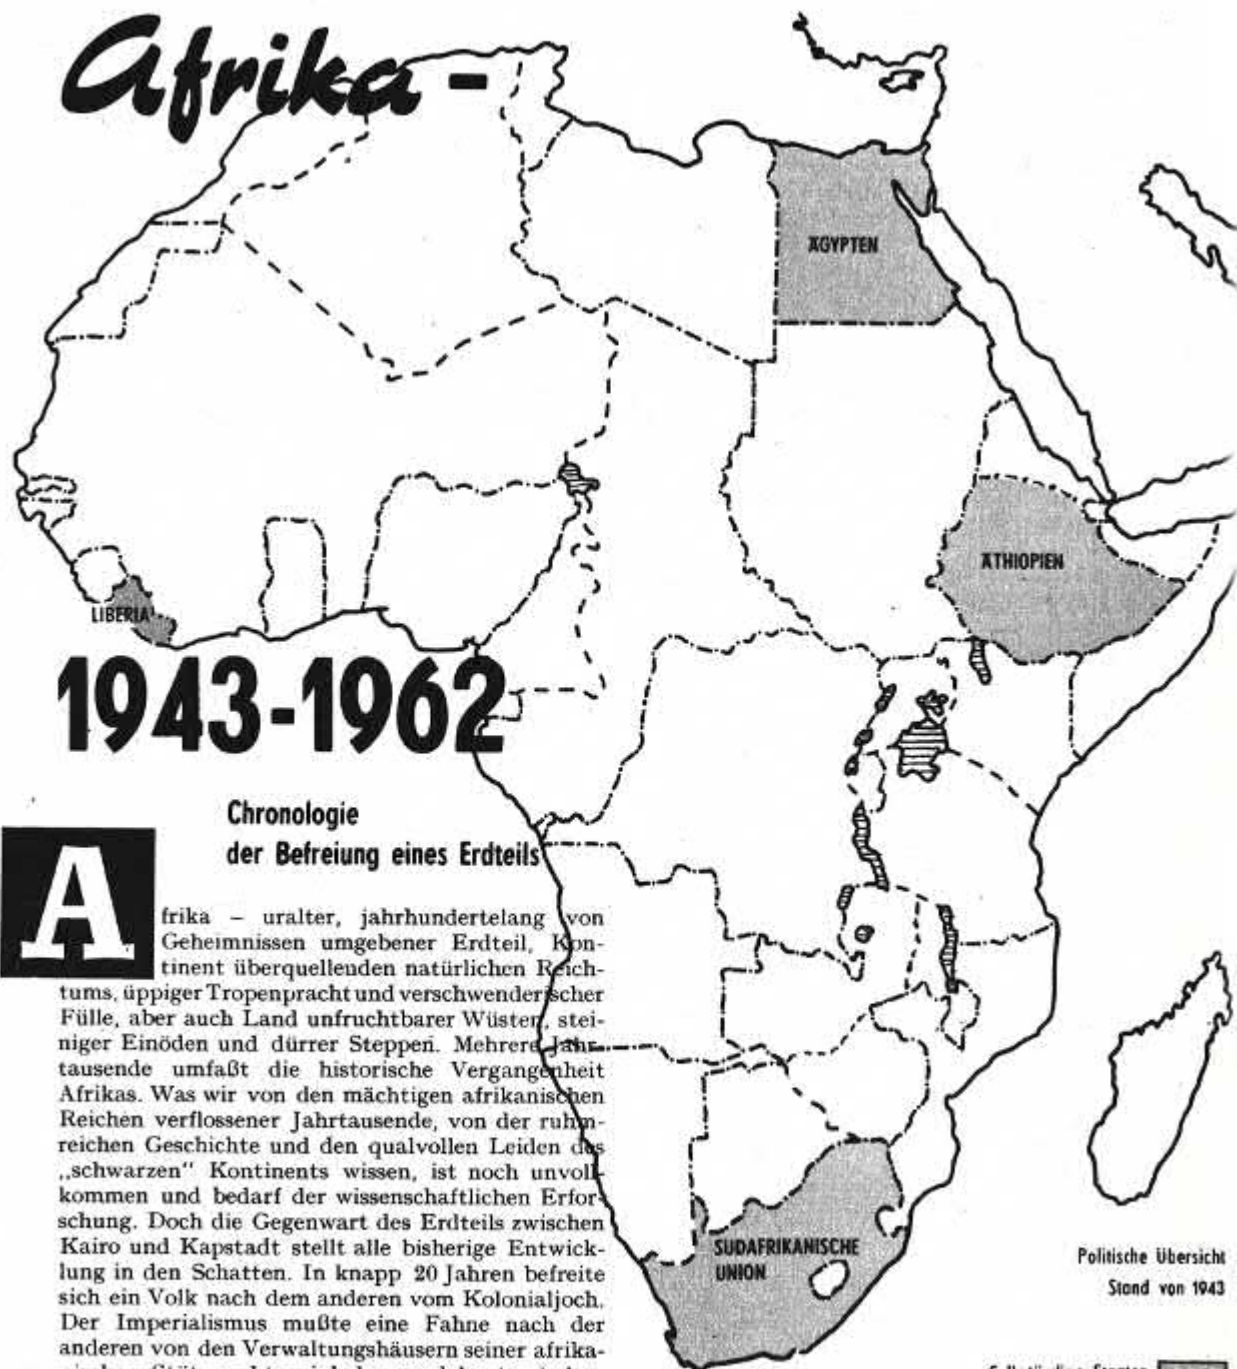 Afrika -
ÄGYPTEN
ÄTHIOPIEN
LIBERIA
1943-1962
Chronologie
der Befreiung eines Erdteils
Afrika – uralter, jahrhundertelang von
Geheimnissen umgebener Erdteil, Kon-
tinent überquellenden natürlichen Reich-
tums, üppiger Tropenpracht und verschwenderischer
Fülle, aber auch Land unfruchtbarer Wüsten, stei-
niger Einöden und dürrer Steppen. Mehrere Jahr-
tausende umfaßt die historische Vergangenheit
Afrikas. Was wir von den mächtigen afrikanischen
Reichen verflossener Jahrtausende, von der ruhm-
reichen Geschichte und den qualvollen Leiden des
„schwarzen" Kontinents wissen, ist noch unvoll-
kommen und bedarf der wissenschaftlichen Erfor-
schung. Doch die Gegenwart des Erdteils zwischen
Kairo und Kapstadt stellt alle bisherige Entwick-
lung in den Schatten. In knapp 20 Jahren befreite
sich ein Volk nach dem anderen vom Kolonialjoch.
Der Imperialismus mußte eine Fahne nach der
anderen von den Verwaltungshäusern seiner afrika-
SÜDAFRIKANISCHE
UNION
Politische Übersicht
Stand von 1943